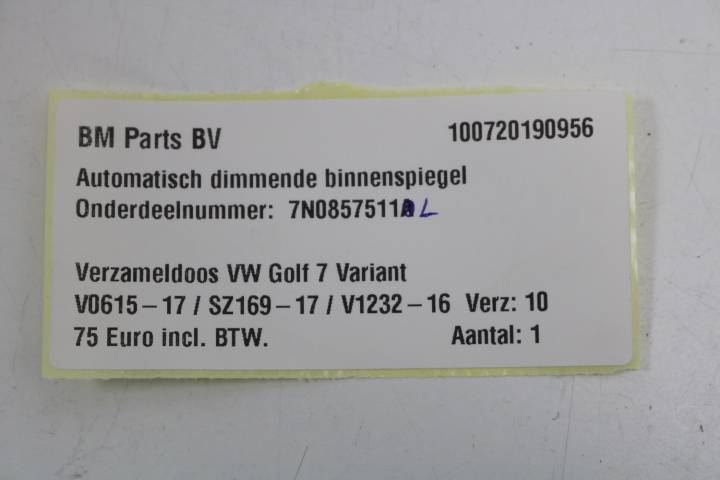 BM Parts BV 100720190956
Automatisch dimmende binnenspiegel
Onderdeelnummer: 7N0857511AL
Verzameldoos VW Golf 7 Variant
V0615-17 / SZ169-17 / V1232-16 Verz: 10
75 Euro incl. BTW. Aantal: 1